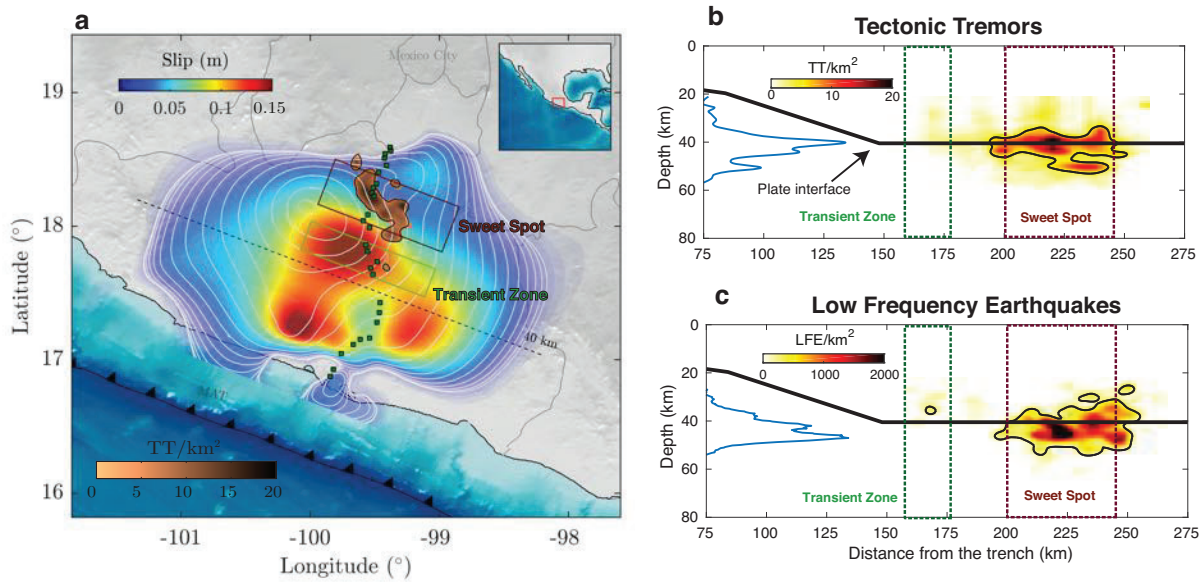 a
Slip (m)
0 0.05 0.1 0.15
Mexico City
Sweet Spot
Transient Zone
40 km
MAT
TT/km²
0 5 10 15 20
19
18
17
16
Latitude (°)
-101 -100 -99 -98
Longitude (°)
b
Tectonic Tremors
TT/km²
0 10 20
0
20
40
60
80
Depth (km)
Plate interface
Transient Zone
Sweet Spot
75 100 125 150 175 200 225 250 275
c
Low Frequency Earthquakes
LFE/km²
0 1000 2000
0
20
40
60
80
Depth (km)
Transient Zone
Sweet Spot
75 100 125 150 175 200 225 250 275
Distance from the trench (km)